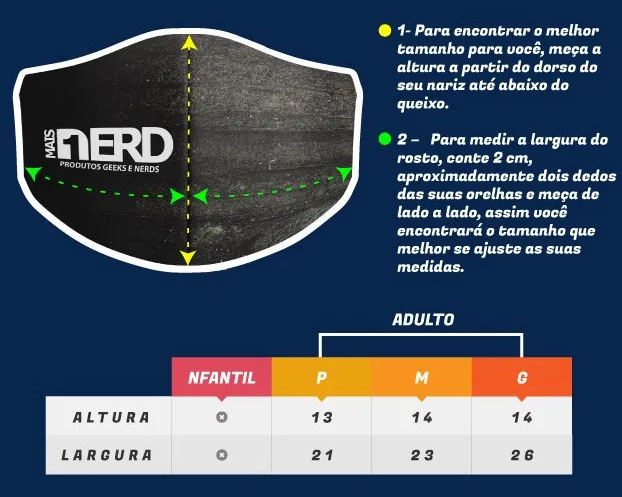 1- Para encontrar o melhor
tamanho para você, meça a
altura a partir do dorso do
seu nariz até abaixo do
queixo.
2 – Para medir a largura do
rosto, conte 2 cm,
aproximadamente dois dedos
das suas orelhas e meça de
lado a lado, assim você
encontrará o tamanho que
melhor se ajuste as suas
medidas.
MAIS
nERD
PRODUTOS GEEKS E NERDS
ADULTO
NFANTIL P M G
ALTURA 13 14 14
LARGURA 21 23 26